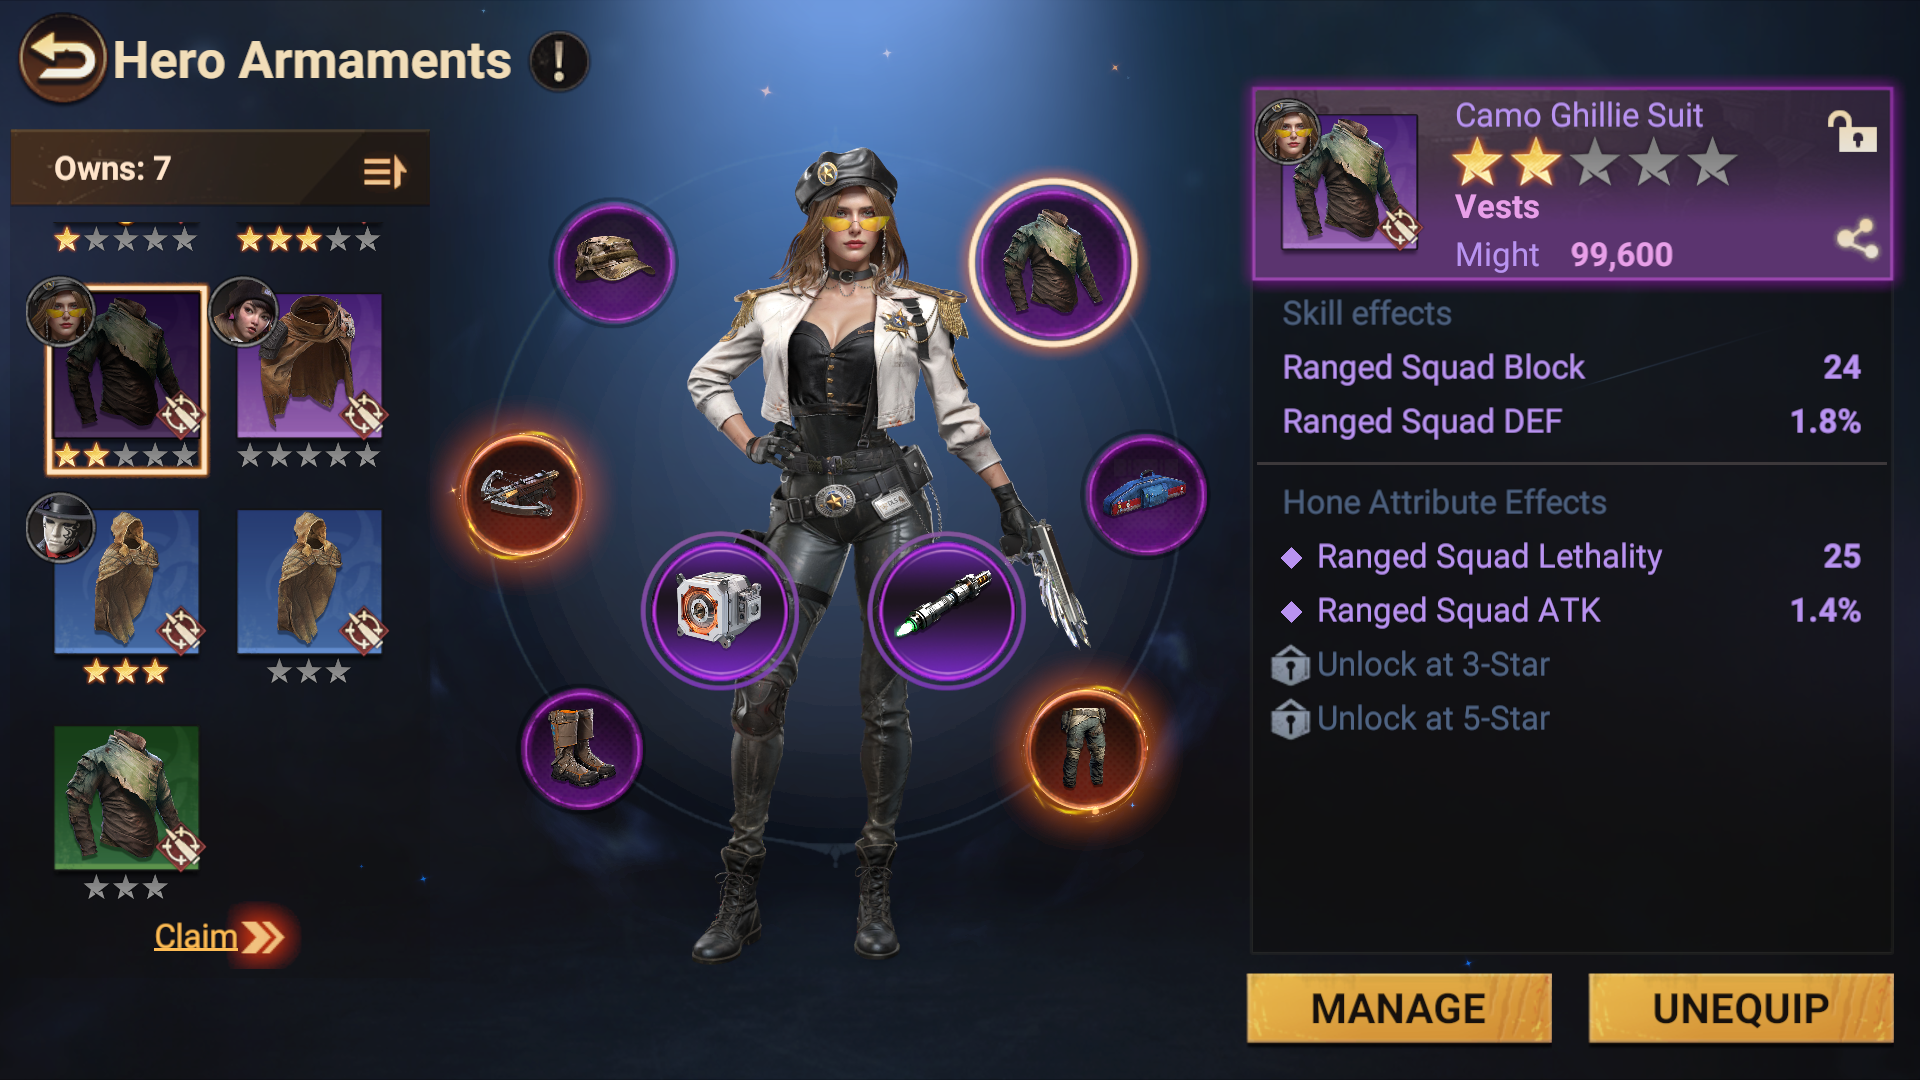 Hero Armaments
Owns: 7
Claim
Camo Ghillie Suit
Vests
Might 99,600
Skill effects
Ranged Squad Block 24
Ranged Squad DEF 1.8%
Hone Attribute Effects
Ranged Squad Lethality 25
Ranged Squad ATK 1.4%
Unlock at 3-Star
Unlock at 5-Star
MANAGE
UNEQUIP